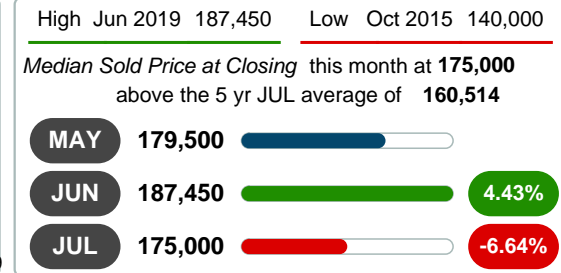 High Jun 2019 187,450 Low Oct 2015 140,000
Median Sold Price at Closing this month at 175,000
above the 5 yr JUL average of 160,514
MAY 179,500
JUN 187,450 4.43%
JUL 175,000 -6.64%